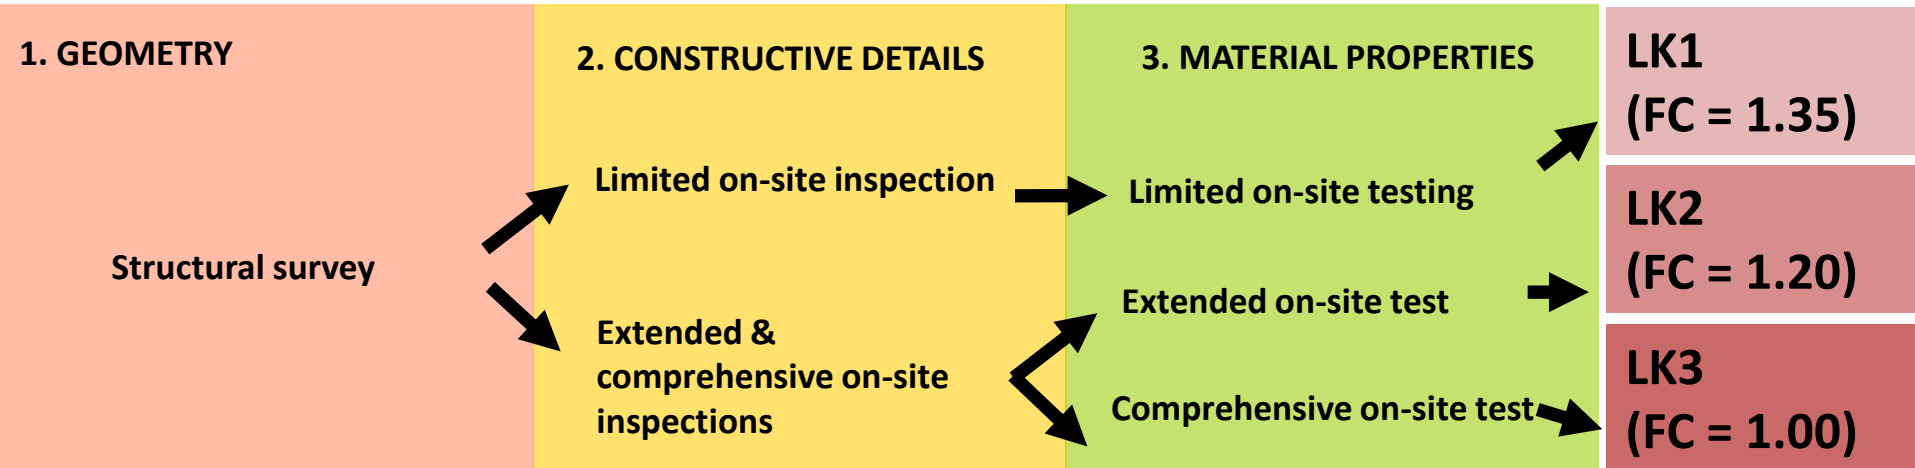 1. GEOMETRY
Structural survey
2. CONSTRUCTIVE DETAILS
Limited on-site inspection
Extended &
comprehensive on-site
inspections
3. MATERIAL PROPERTIES
Limited on-site testing
Extended on-site test
Comprehensive on-site test
LK1
(FC = 1.35)
LK2
(FC = 1.20)
LK3
(FC = 1.00)